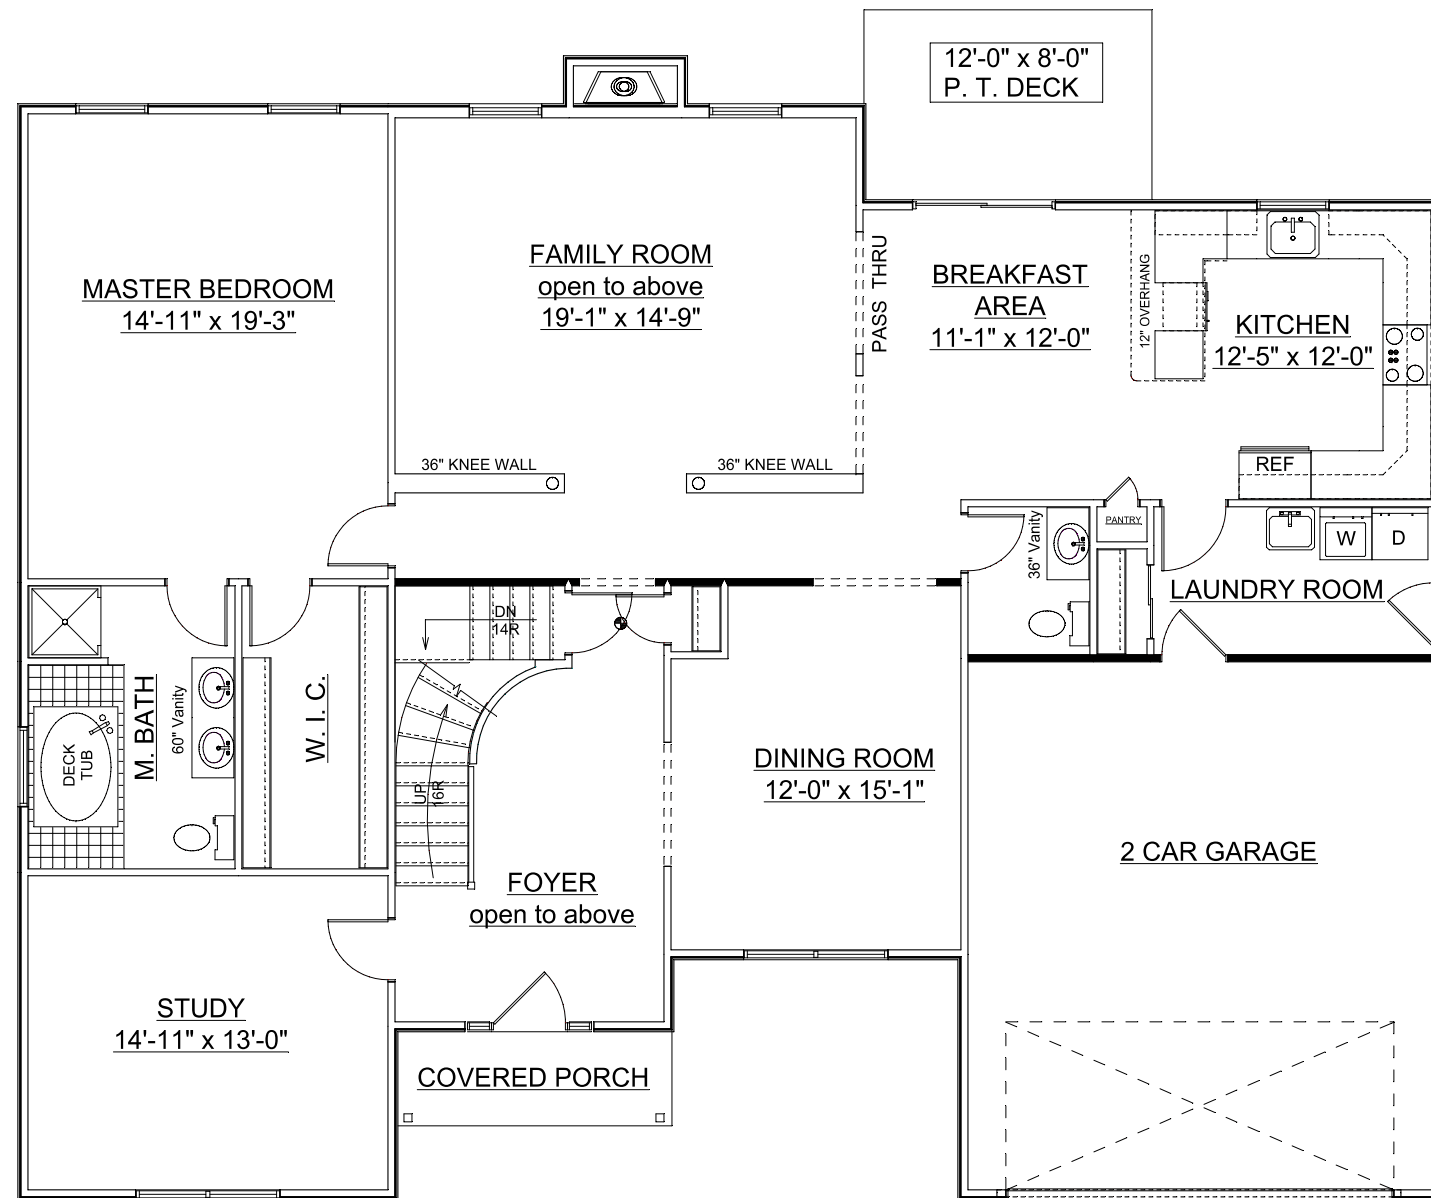 12'-0" x 8'-0"
P. T. DECK
FAMILY ROOM
open to above
19'-1" x 14'-9"
MASTER BEDROOM
14'-11" x 19'-3"
PASS THRU
BREAKFAST
AREA
11'-1" x 12'-0"
12" OVERHANG
KITCHEN
12'-5" x 12'-0"
36" KNEE WALL
36" KNEE WALL
REF
36" Vanity
PANTRY
W
D
LAUNDRY ROOM
DN
14R
M. BATH
60" Vanity
W. I. C.
DECK
TUB
UP
16R
DINING ROOM
12'-0" x 15'-1"
2 CAR GARAGE
FOYER
open to above
STUDY
14'-11" x 13'-0"
COVERED PORCH